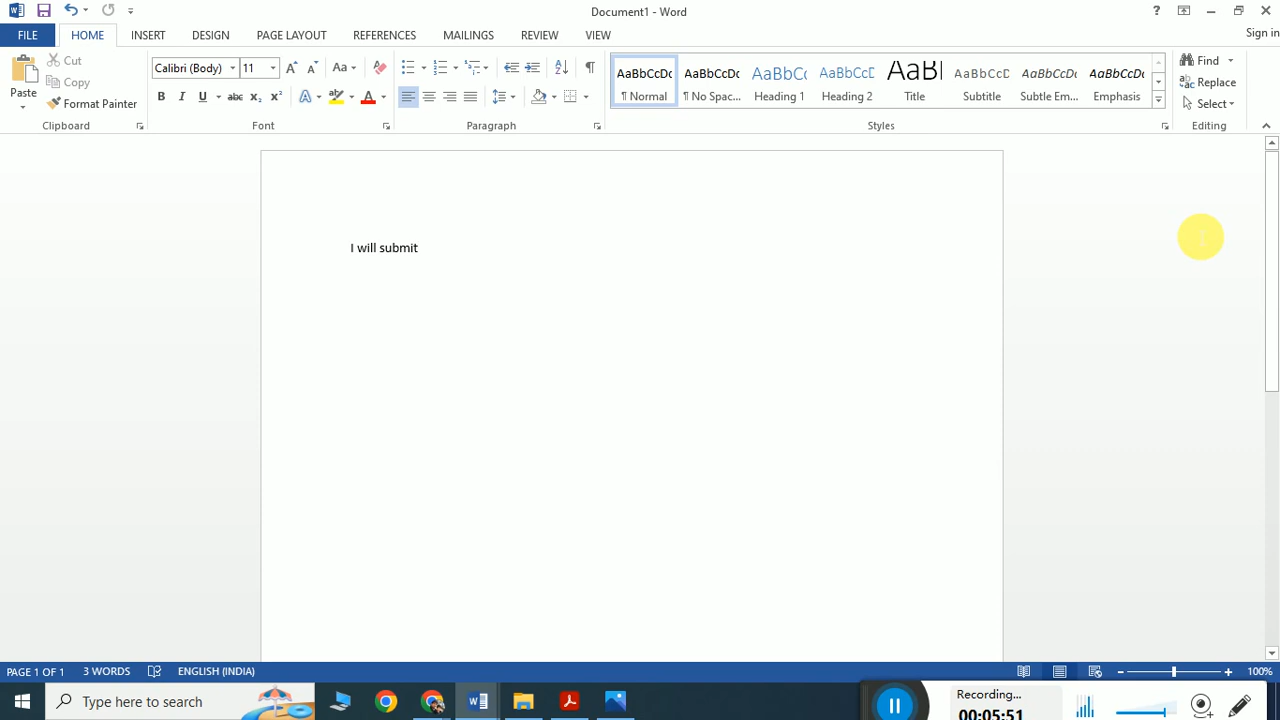 Document1 - Word
Sign in
FILE HOME INSERT DESIGN PAGE LAYOUT REFERENCES MAILINGS REVIEW VIEW
Paste
Cut
Copy
Format Painter
Clipboard
Calibri (Body) 11
Font
Paragraph
AaBbCcDc AaBbCcDc AaBbCc AaBbCcD AaBl AaBbCcD AaBbCcDc AaBbCcDc
¶ Normal ¶ No Spac... Heading 1 Heading 2 Title Subtitle Subtle Em... Emphasis
Styles
Find
Replace
Select
Editing
I will submit
PAGE 1 OF 1 3 WORDS ENGLISH (INDIA) 100%
Type here to search
Recording...
00:05:51